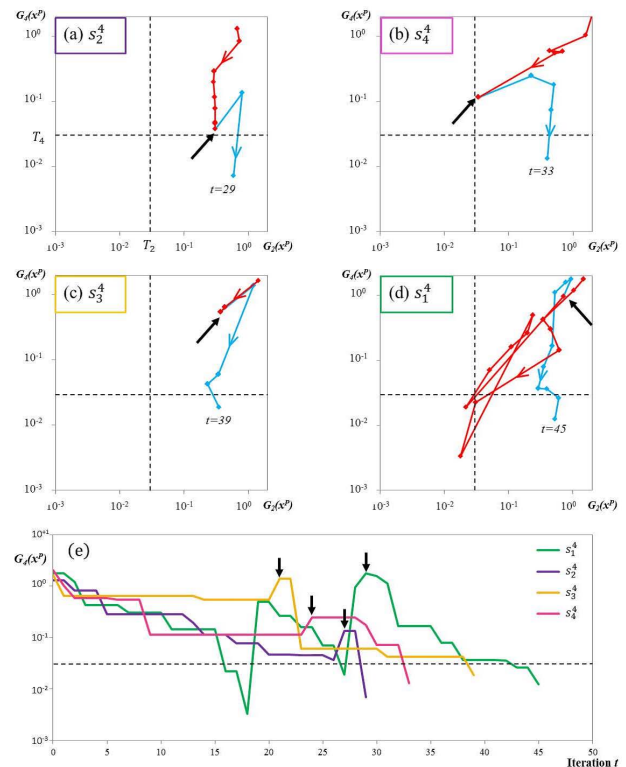 G₄(xᵖ) G₄(xᵖ)
10⁰ (a) s₂⁴ 10⁰ (b) s₄⁴
10⁻¹ 10⁻¹
T₄
10⁻² t=29 10⁻² t=33
10⁻³ 10⁻³
10⁻³ 10⁻² T₂ 10⁻¹ 10⁰ G₂(xᵖ) 10⁻³ 10⁻² 10⁻¹ 10⁰ G₂(xᵖ)
G₄(xᵖ) G₄(xᵖ)
10⁰ (c) s₃⁴ 10⁰ (d) s₁⁴
10⁻¹ 10⁻¹
10⁻² t=39 10⁻² t=45
10⁻³ 10⁻³
10⁻³ 10⁻² 10⁻¹ 10⁰ G₂(xᵖ) 10⁻³ 10⁻² 10⁻¹ 10⁰ G₂(xᵖ)
10⁺¹ (e)
G₄(xᵖ) s₁⁴
10⁰ s₂⁴
s₃⁴
10⁻¹ s₄⁴
10⁻²
10⁻³
0 5 10 15 20 25 30 35 40 45 50
Iteration t